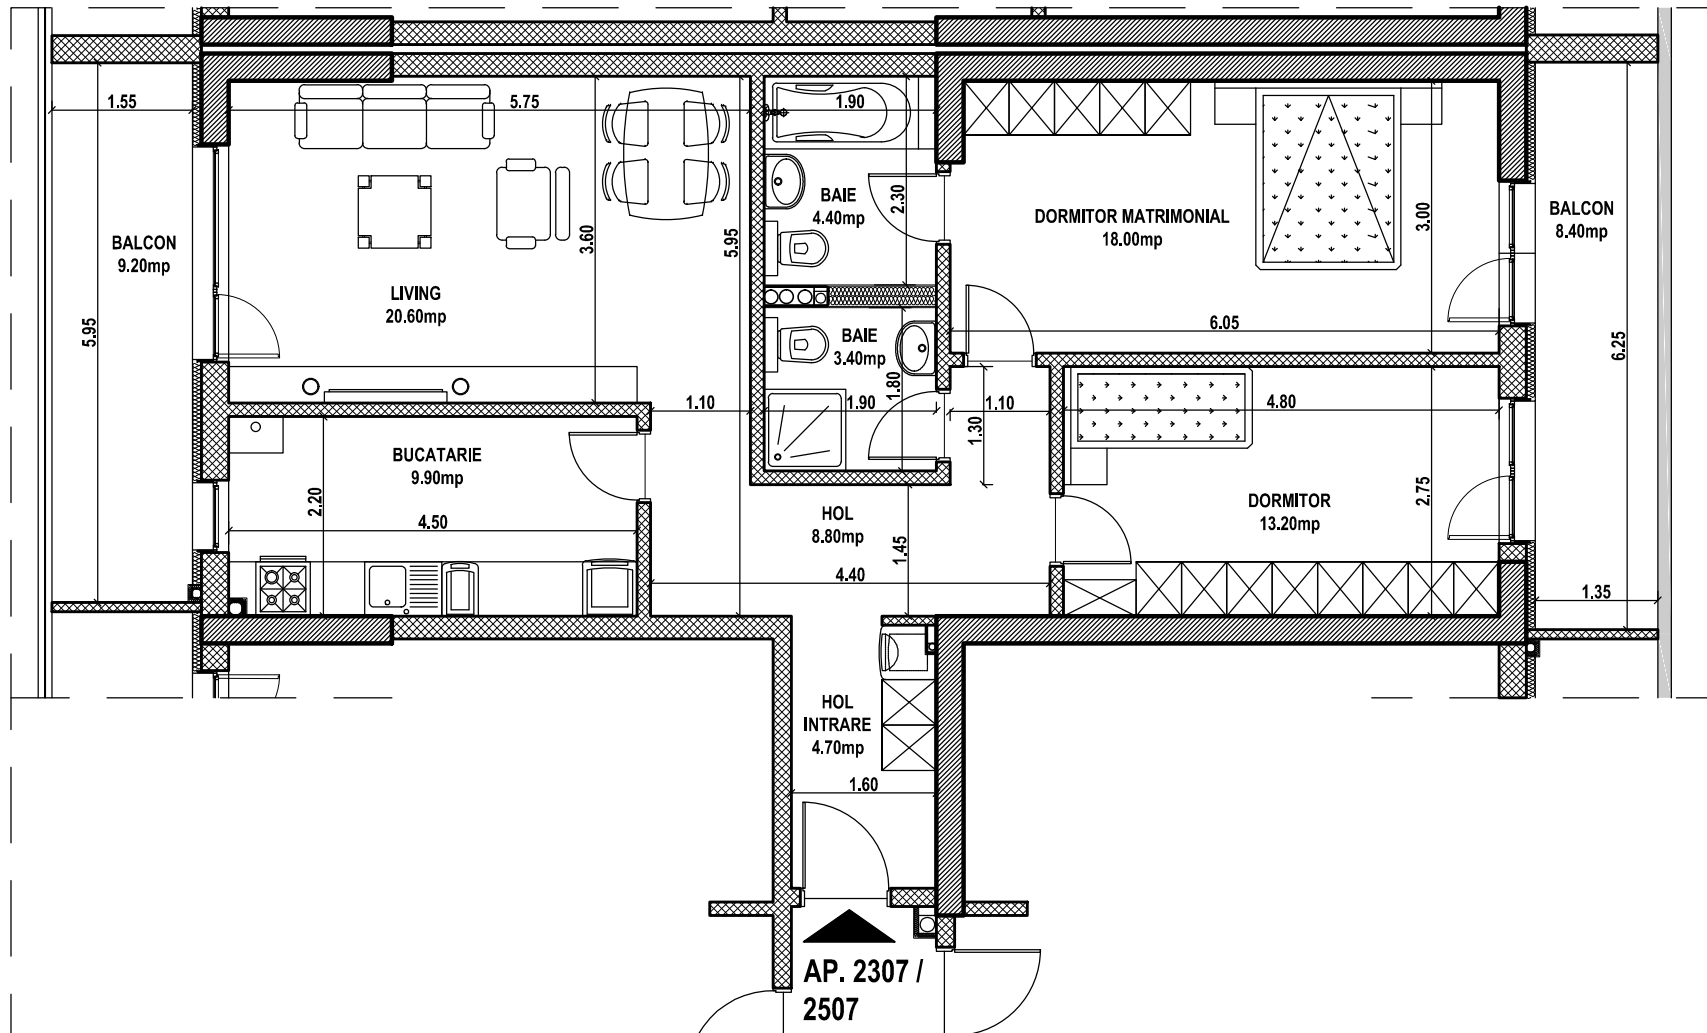 1.55
5.75
1.90
BALCON
9.20mp
5.95
LIVING
20.60mp
3.60
5.95
BAIE
4.40mp
2.30
DORMITOR MATRIMONIAL
18.00mp
3.00
BALCON
8.40mp
6.05
6.25
BAIE
3.40mp
1.80
1.10
1.90
1.10
1.30
4.80
BUCATARIE
9.90mp
2.20
4.50
HOL
8.80mp
1.45
4.40
DORMITOR
13.20mp
2.75
1.35
HOL
INTRARE
4.70mp
1.60
AP. 2307 /
2507